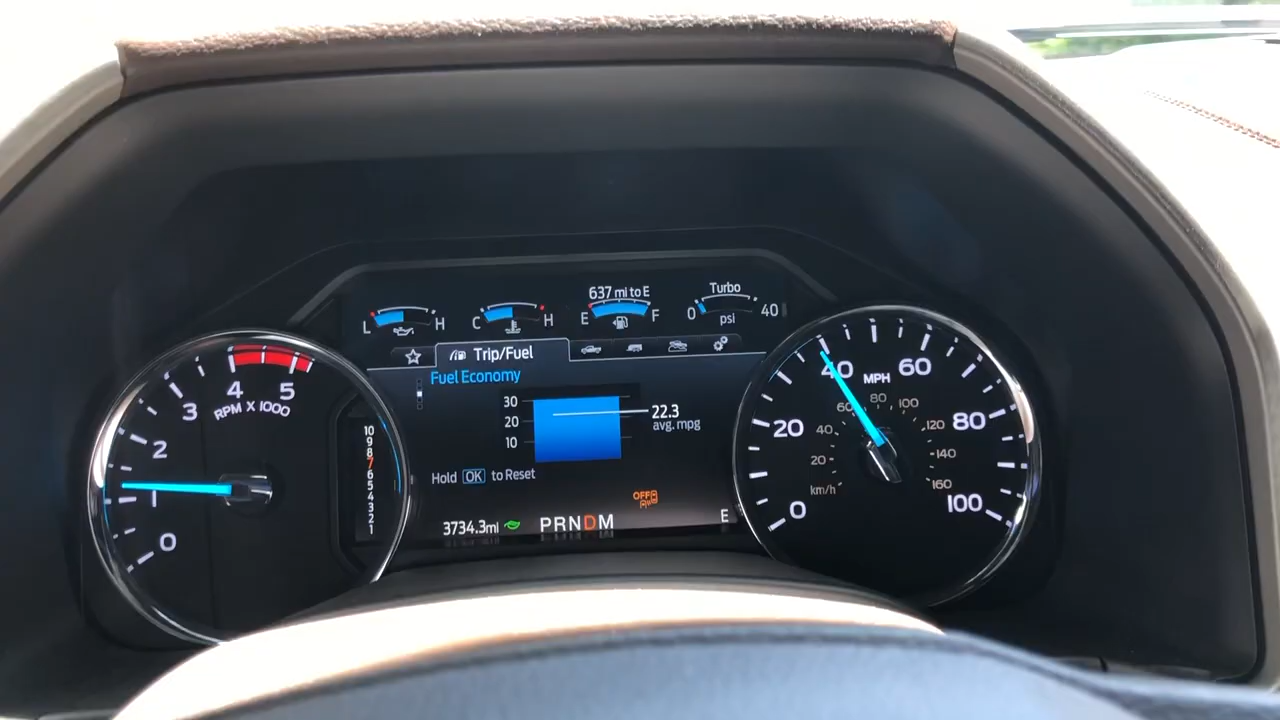 637 mi to E
Turbo
L H
C H
E F
0 40
psi
Trip/Fuel
Fuel Economy
30
20
10
22.3
avg. mpg
Hold OK to Reset
OFF
3734.3mi
PRNDM
E
0
1
2
3
4
5
RPM X 1000
10
9
8
7
6
5
4
3
2
1
0
20
40
60
80
100
MPH
km/h
20
40
60
80
100
120
140
160